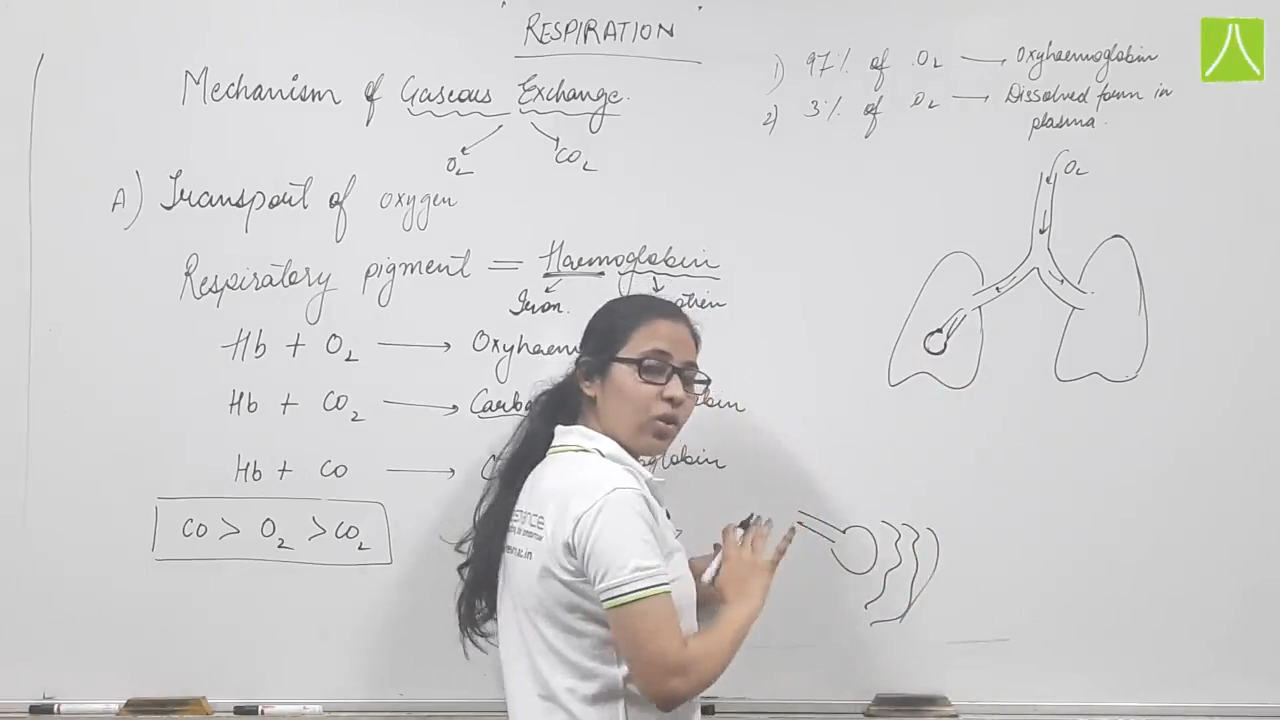 RESPIRATION
Mechanism of Gaseous Exchange.
O2 CO2
A) Transport of oxygen
Respiratory pigment = Haemoglobin
Iron.
Hb + O2 → Oxyhaem
Hb + CO2 → Carba
Hb + CO →
CO > O2 > CO2
1) 97% of O2 → Oxyhaemoglobin
2) 3% of O2 → Dissolved form in
plasma.
O2